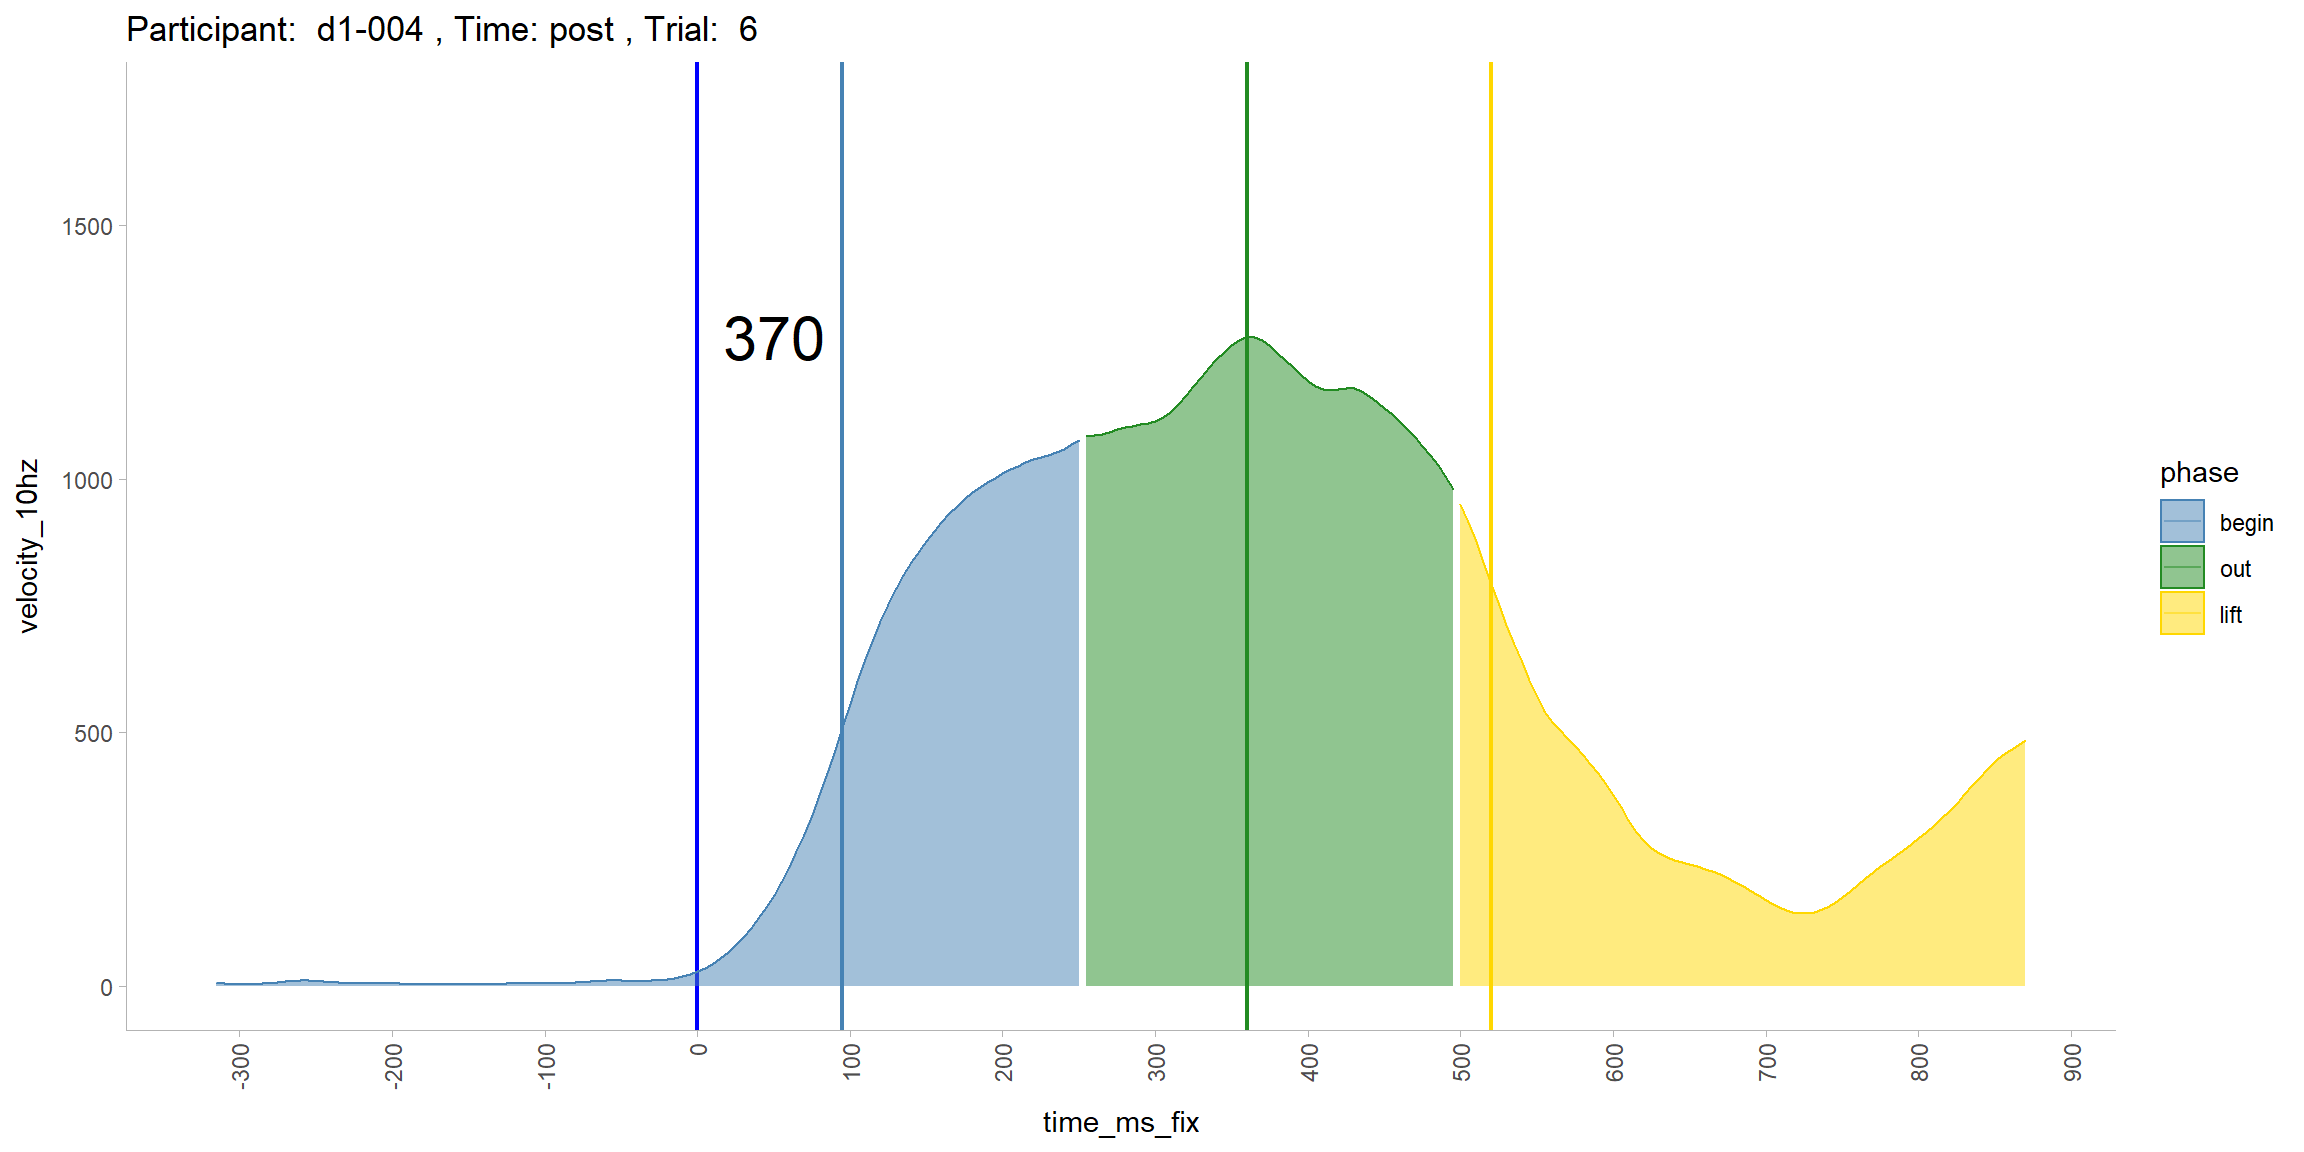 Participant:  d1-004 , Time: post , Trial:  6
1500
1000
500
0
velocity_10hz
370
-300
-200
-100
0
100
200
300
400
500
600
700
800
900
time_ms_fix
phase
begin
out
lift